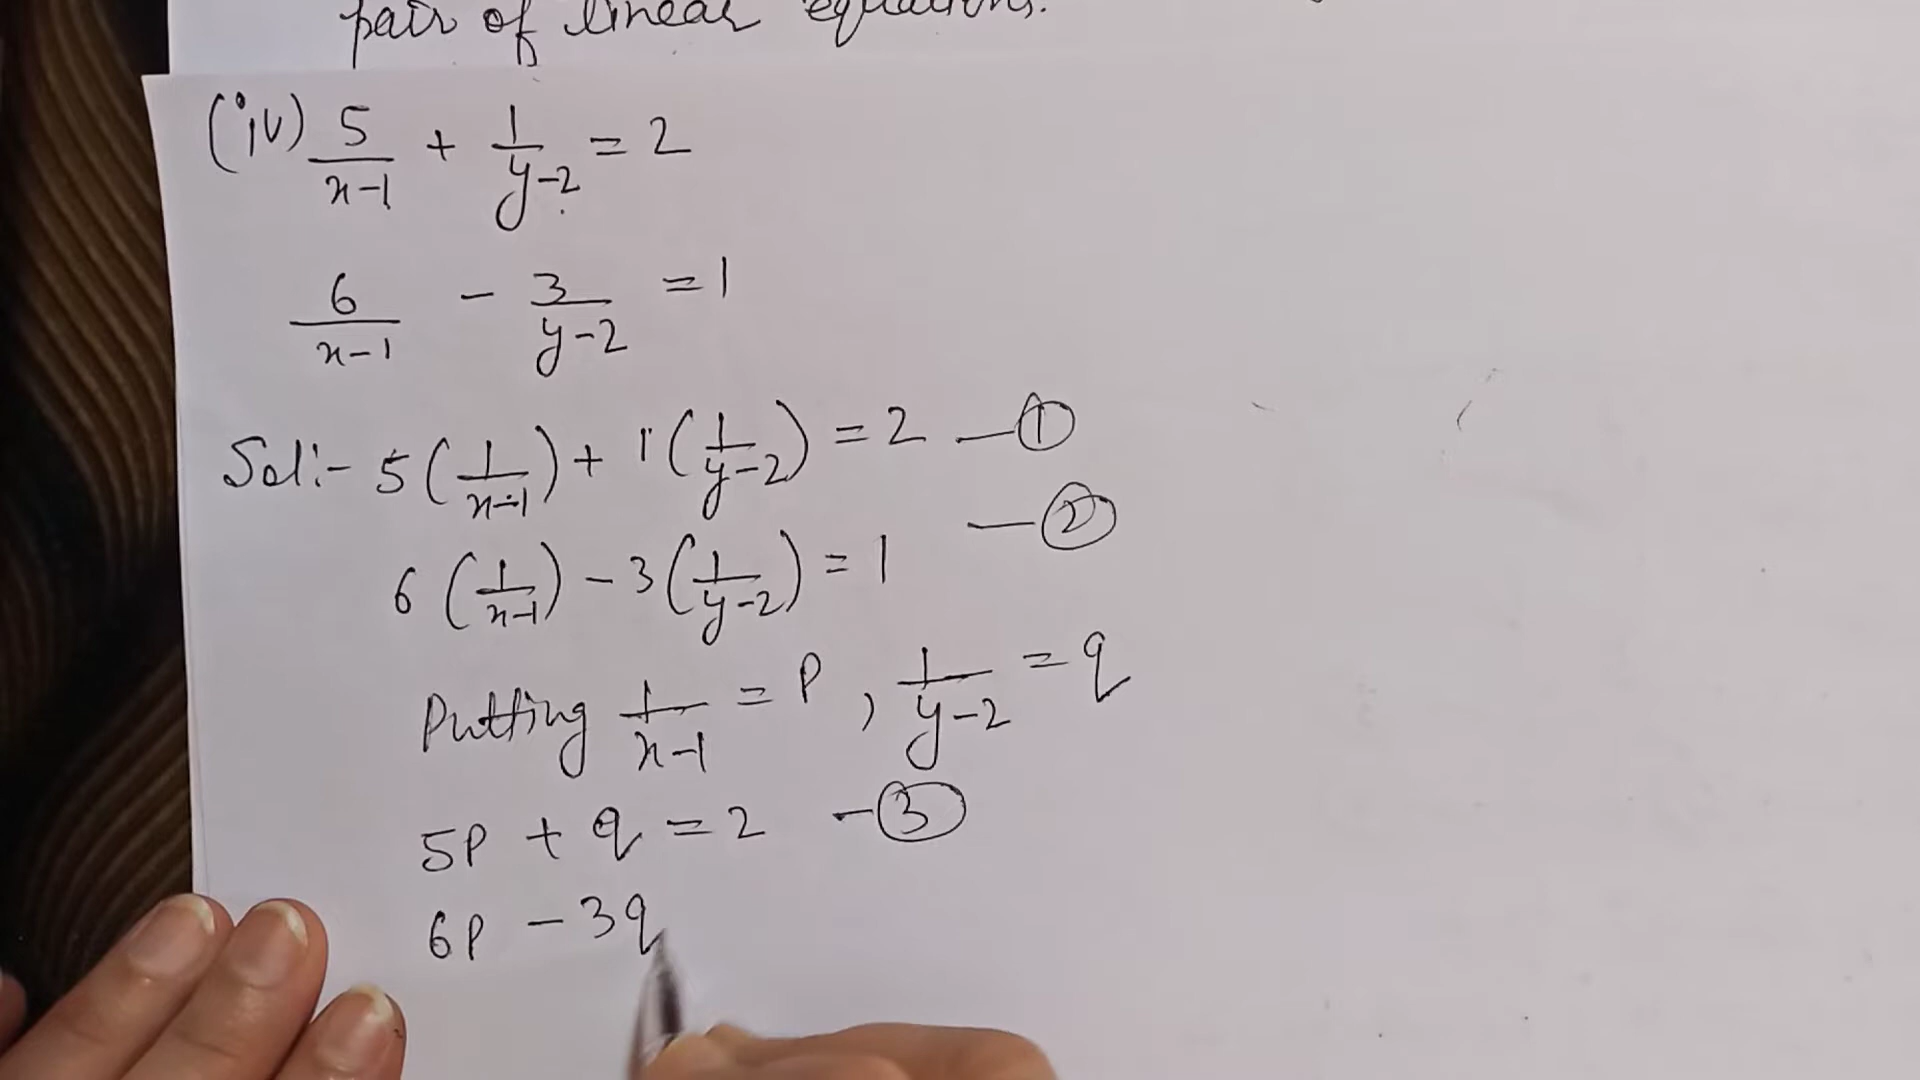 pair of linear equations.
(iv) 5/(x-1) + 1/(y-2) = 2
6/(x-1) - 3/(y-2) = 1
Sol:- 5(1/(x-1)) + 1(1/(y-2)) = 2 —①
6(1/(x-1)) - 3(1/(y-2)) = 1 —②
Putting 1/(x-1) = P, 1/(y-2) = q
5P + q = 2 -③
6P - 3q